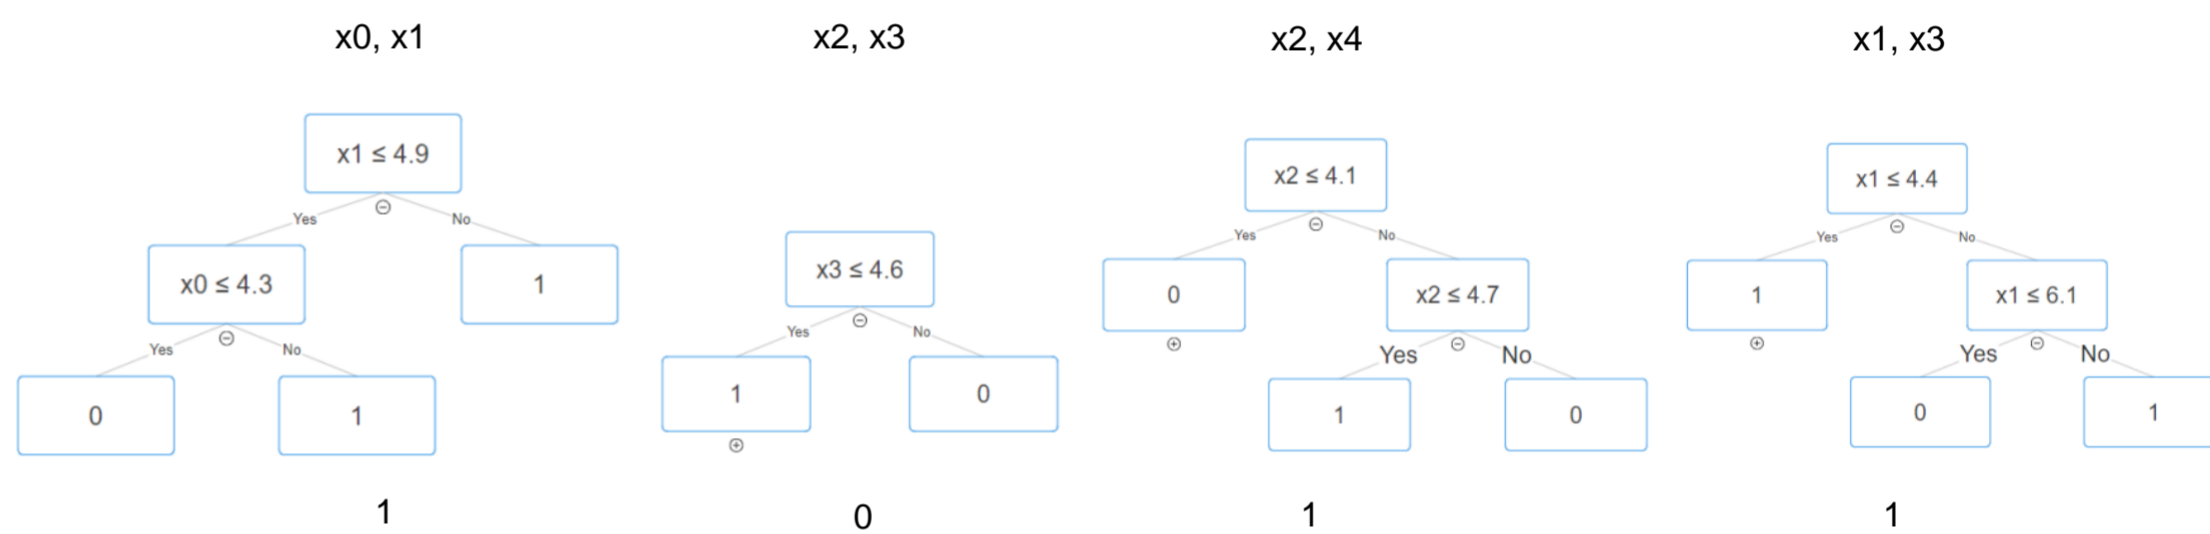 x0, x1
x1 ≤ 4.9
Yes
No
x0 ≤ 4.3
1
Yes
No
0
1
1
x2, x3
x3 ≤ 4.6
Yes
No
1
0
0
x2, x4
x2 ≤ 4.1
Yes
No
0
x2 ≤ 4.7
Yes
No
1
0
1
x1, x3
x1 ≤ 4.4
Yes
No
1
x1 ≤ 6.1
Yes
No
0
1
1